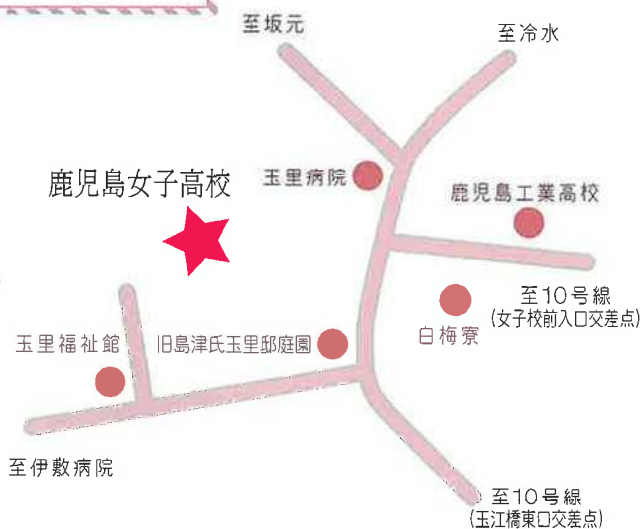 至坂元
至冷水
鹿児島女子高校
玉里病院
鹿児島工業高校
至10号線
(女子校前入口交差点)
白梅寮
玉里福祉館
旧島津氏玉里邸庭園
至伊敷病院
至10号線
(玉江橋東口交差点)